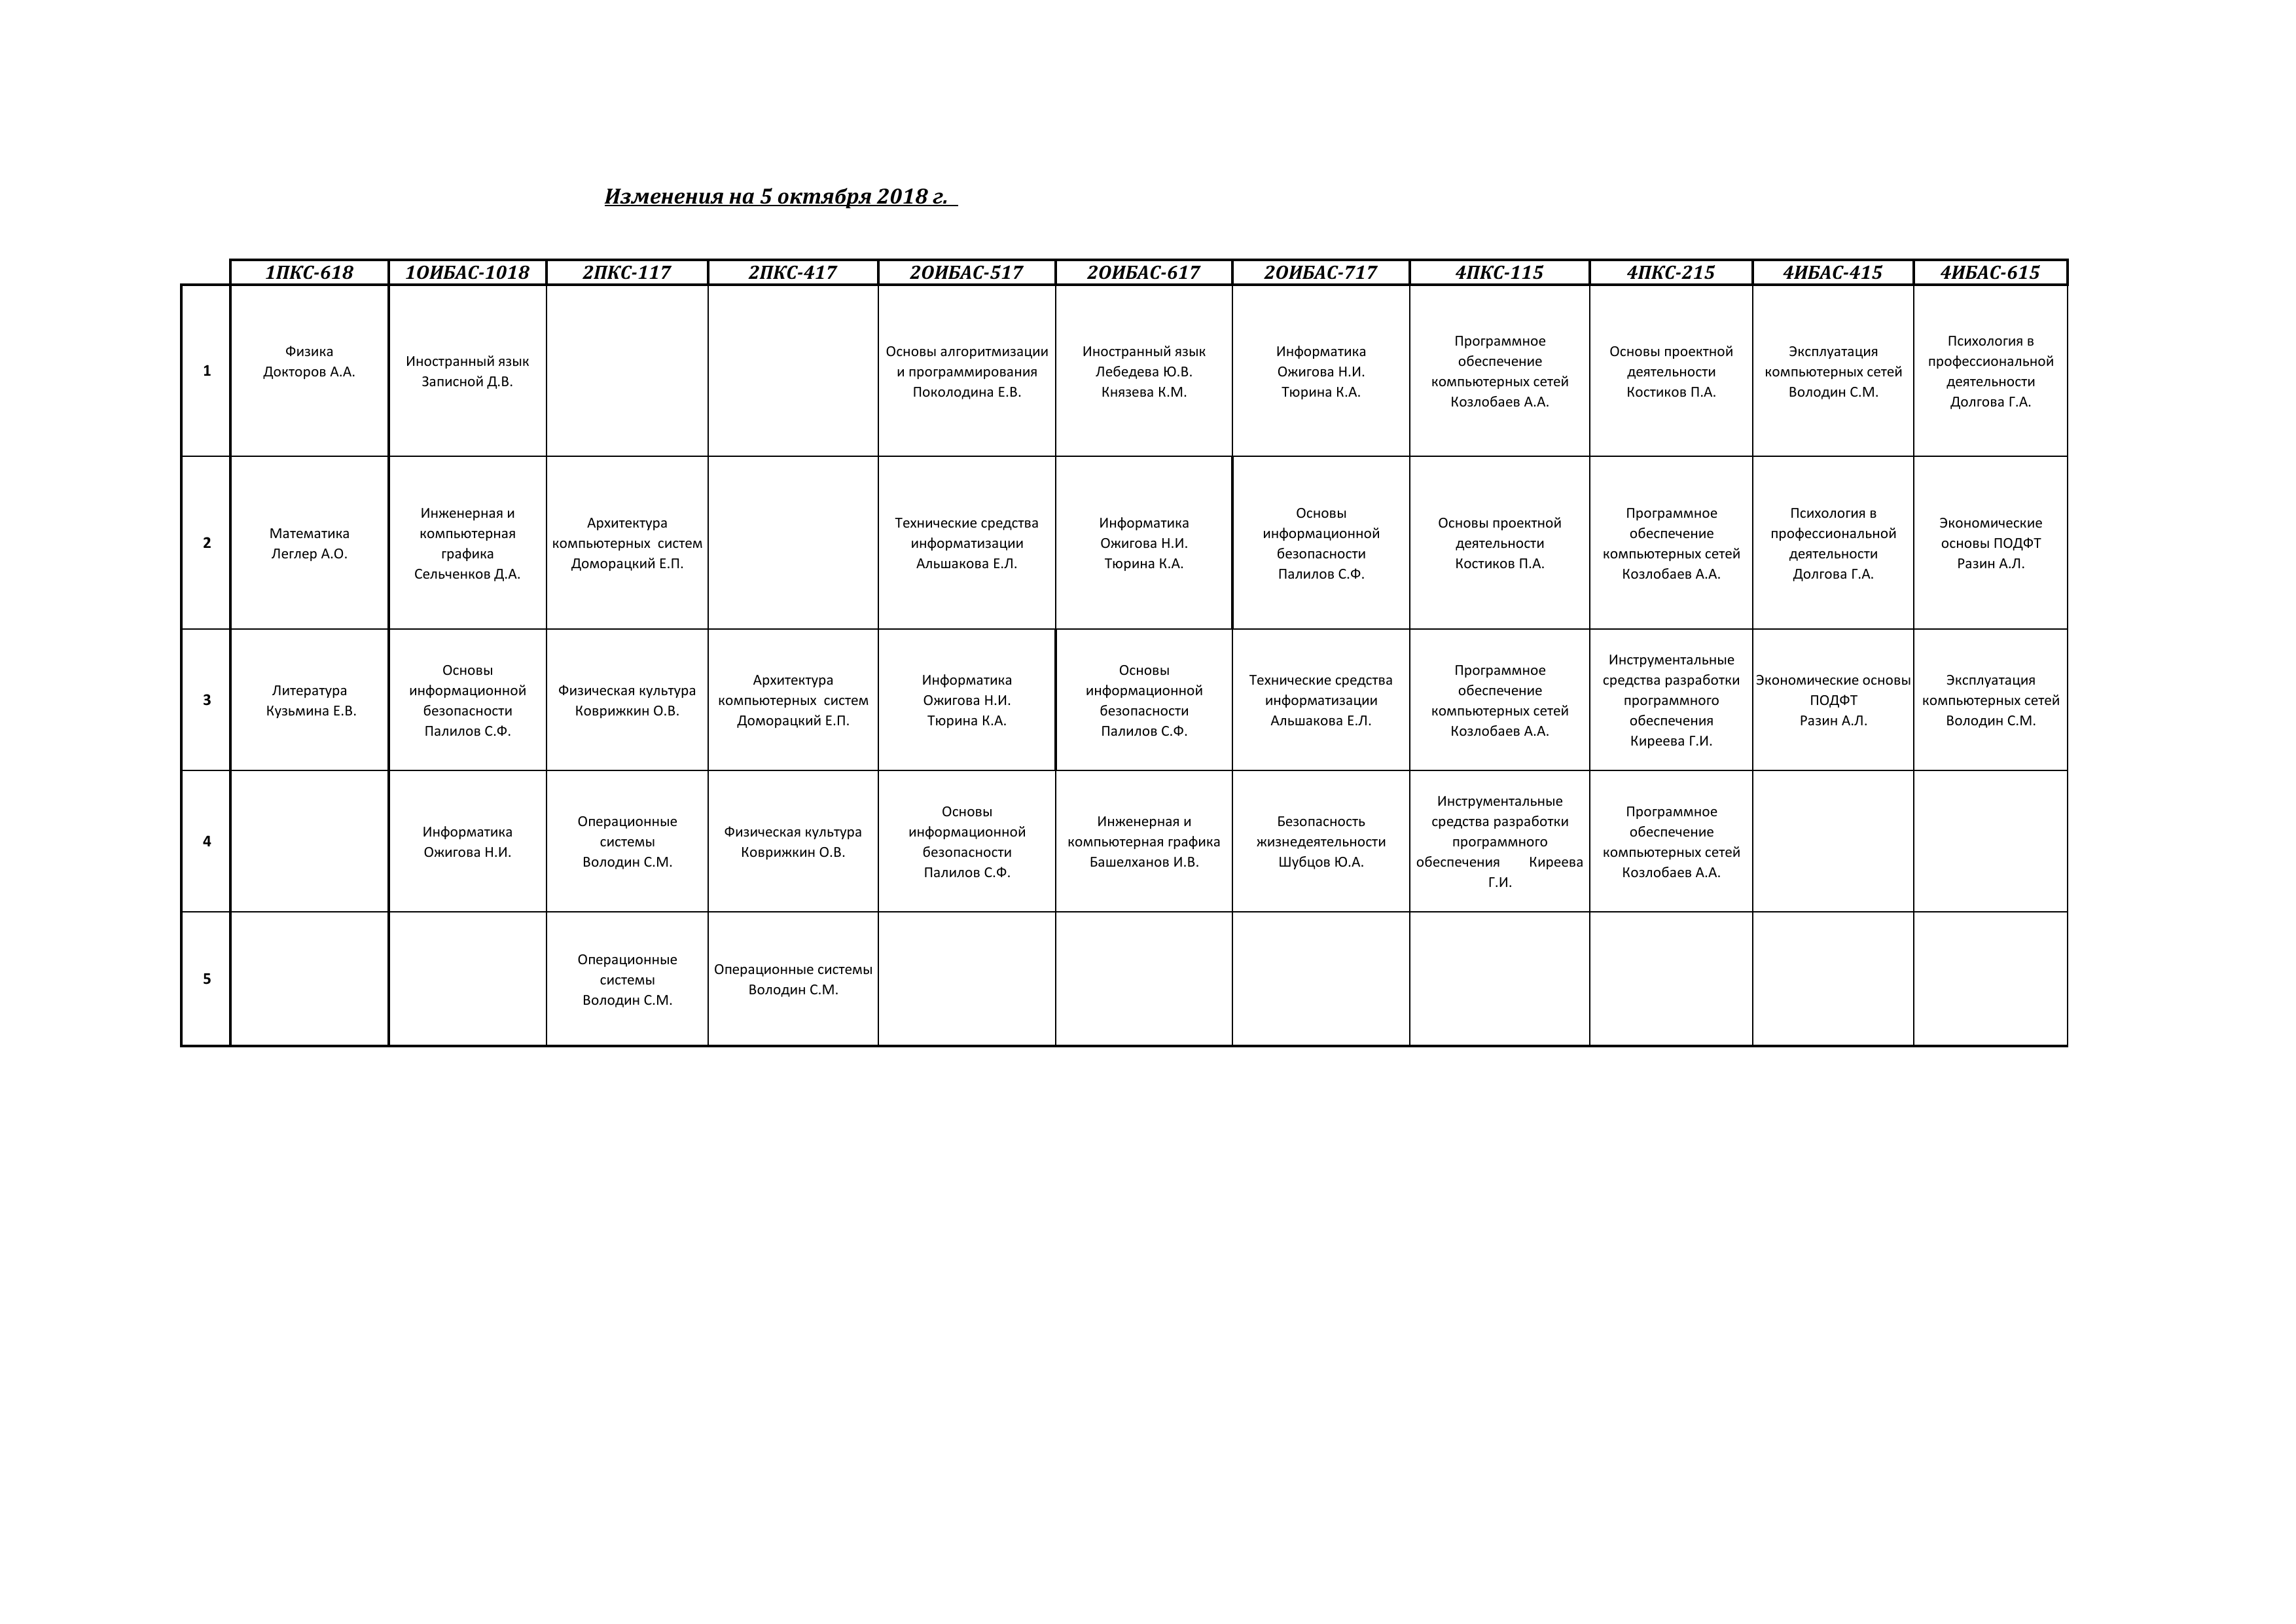 Изменения на 5 октября 2018 г.
1ПКС-618 1ОИБАС-1018 2ПКС-117 2ПКС-417 2ОИБАС-517 2ОИБАС-617 2ОИБАС-717 4ПКС-115 4ПКС-215 4ИБАС-415 4ИБАС-615
1
Физика
Докторов А.А.
Иностранный язык
Записной Д.В.
Основы алгоритмизации
и программирования
Поколодина Е.В.
Иностранный язык
Лебедева Ю.В.
Князева К.М.
Информатика
Ожигова Н.И.
Тюрина К.А.
Программное
обеспечение
компьютерных сетей
Козлобаев А.А.
Основы проектной
деятельности
Костиков П.А.
Эксплуатация
компьютерных сетей
Володин С.М.
Психология в
профессиональной
деятельности
Долгова Г.А.
2
Математика
Леглер А.О.
Инженерная и
компьютерная
графика
Сельченков Д.А.
Архитектура
компьютерных систем
Доморацкий Е.П.
Технические средства
информатизации
Альшакова Е.Л.
Информатика
Ожигова Н.И.
Тюрина К.А.
Основы
информационной
безопасности
Палилов С.Ф.
Основы проектной
деятельности
Костиков П.А.
Программное
обеспечение
компьютерных сетей
Козлобаев А.А.
Психология в
профессиональной
деятельности
Долгова Г.А.
Экономические
основы ПОДФТ
Разин А.Л.
3
Литература
Кузьмина Е.В.
Основы
информационной
безопасности
Палилов С.Ф.
Физическая культура
Коврижкин О.В.
Архитектура
компьютерных систем
Доморацкий Е.П.
Информатика
Ожигова Н.И.
Тюрина К.А.
Основы
информационной
безопасности
Палилов С.Ф.
Технические средства
информатизации
Альшакова Е.Л.
Программное
обеспечение
компьютерных сетей
Козлобаев А.А.
Инструментальные
средства разработки
программного
обеспечения
Киреева Г.И.
Экономические основы
ПОДФТ
Разин А.Л.
Эксплуатация
компьютерных сетей
Володин С.М.
4
Информатика
Ожигова Н.И.
Операционные
системы
Володин С.М.
Физическая культура
Коврижкин О.В.
Основы
информационной
безопасности
Палилов С.Ф.
Инженерная и
компьютерная графика
Башелханов И.В.
Безопасность
жизнедеятельности
Шубцов Ю.А.
Инструментальные
средства разработки
программного
обеспечения Киреева
Г.И.
Программное
обеспечение
компьютерных сетей
Козлобаев А.А.
5
Операционные
системы
Володин С.М.
Операционные системы
Володин С.М.